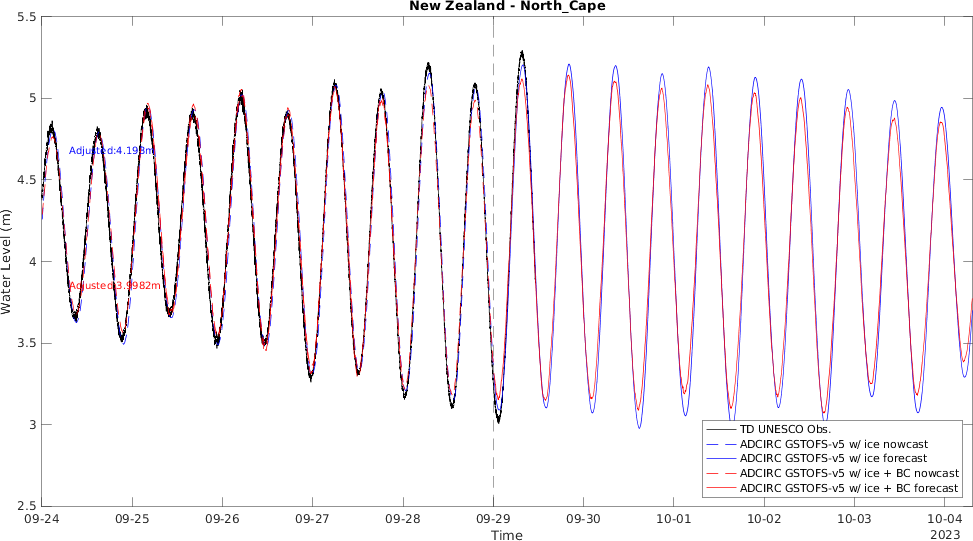 New Zealand - North_Cape
5.5
5
4.5
4
3.5
3
2.5
Water Level (m)
Adjusted:4.193m
Adjusted:3.9982m
TD UNESCO Obs.
ADCIRC GSTOFS-v5 w/ ice nowcast
ADCIRC GSTOFS-v5 w/ ice forecast
ADCIRC GSTOFS-v5 w/ ice + BC nowcast
ADCIRC GSTOFS-v5 w/ ice + BC forecast
09-24 09-25 09-26 09-27 09-28 09-29 09-30 10-01 10-02 10-03 10-04
2023
Time